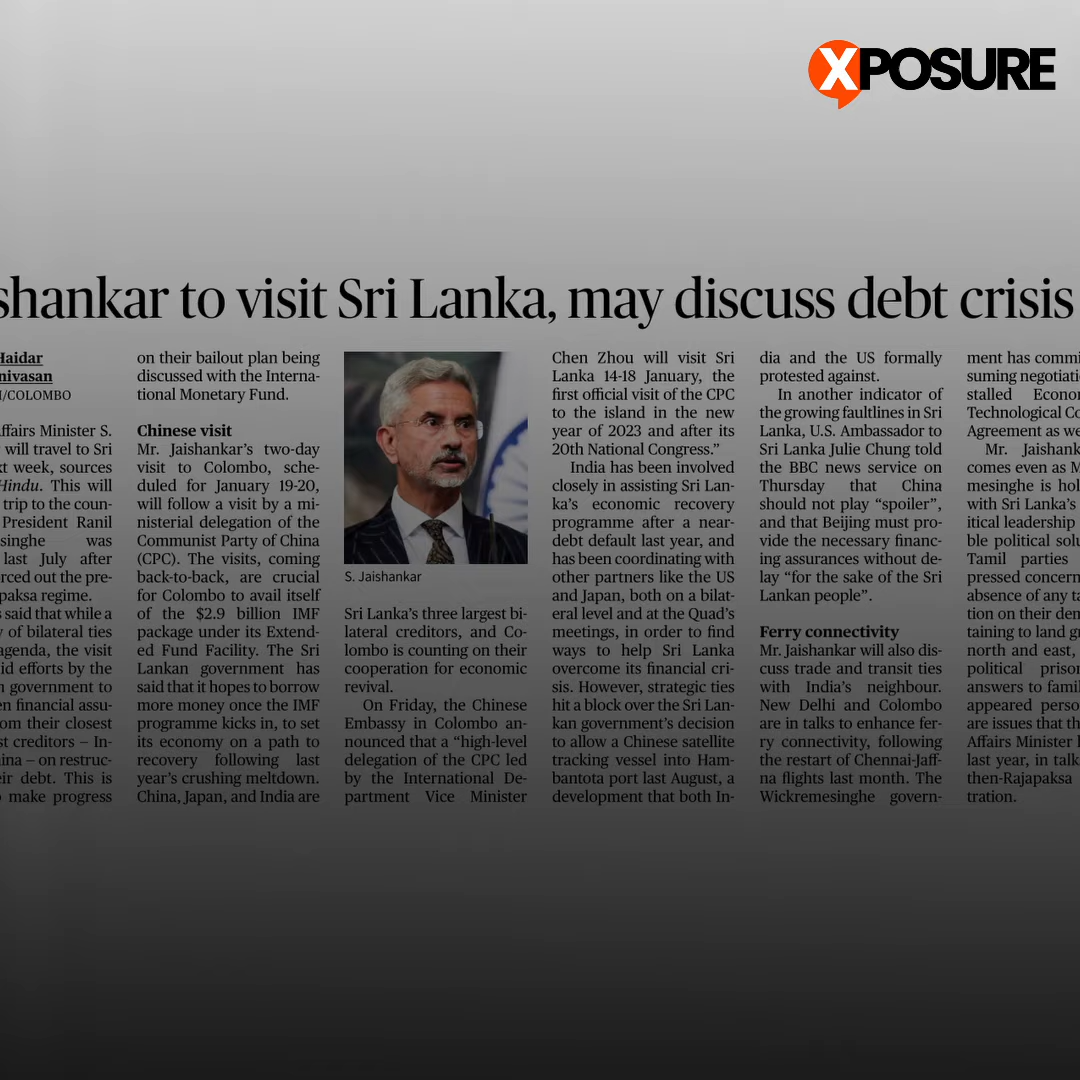 XPOSURE
shankar to visit Sri Lanka, may discuss debt crisis
Haidar
nivasan
I/COLOMBO
ffairs Minister S.
will travel to Sri
xt week, sources
Hindu. This will
trip to the coun-
President Ranil
singhe was
last July after
rced out the pre-
paksa regime.
s said that while a
y of bilateral ties
agenda, the visit
id efforts by the
n government to
en financial assu-
om their closest
st creditors – In-
ina – on restruc-
eir debt. This is
o make progress
on their bailout plan being
discussed with the Interna-
tional Monetary Fund.
Chinese visit
Mr. Jaishankar’s two-day
visit to Colombo, sche-
duled for January 19-20,
will follow a visit by a mi-
nisterial delegation of the
Communist Party of China
(CPC). The visits, coming
back-to-back, are crucial
for Colombo to avail itself
of the $2.9 billion IMF
package under its Extend-
ed Fund Facility. The Sri
Lankan government has
said that it hopes to borrow
more money once the IMF
programme kicks in, to set
its economy on a path to
recovery following last
year’s crushing meltdown.
China, Japan, and India are
S. Jaishankar
Sri Lanka’s three largest bi-
lateral creditors, and Co-
lombo is counting on their
cooperation for economic
revival.
On Friday, the Chinese
Embassy in Colombo an-
nounced that a “high-level
delegation of the CPC led
by the International De-
partment Vice Minister
Chen Zhou will visit Sri
Lanka 14-18 January, the
first official visit of the CPC
to the island in the new
year of 2023 and after its
20th National Congress.”
India has been involved
closely in assisting Sri Lan-
ka’s economic recovery
programme after a near-
debt default last year, and
has been coordinating with
other partners like the US
and Japan, both on a bilat-
eral level and at the Quad’s
meetings, in order to find
ways to help Sri Lanka
overcome its financial cri-
sis. However, strategic ties
hit a block over the Sri Lan-
kan government’s decision
to allow a Chinese satellite
tracking vessel into Ham-
bantota port last August, a
development that both In-
dia and the US formally
protested against.
In another indicator of
the growing faultlines in Sri
Lanka, U.S. Ambassador to
Sri Lanka Julie Chung told
the BBC news service on
Thursday that China
should not play “spoiler”,
and that Beijing must pro-
vide the necessary financ-
ing assurances without de-
lay “for the sake of the Sri
Lankan people”.
Ferry connectivity
Mr. Jaishankar will also dis-
cuss trade and transit ties
with India’s neighbour.
New Delhi and Colombo
are in talks to enhance fer-
ry connectivity, following
the restart of Chennai-Jaff-
na flights last month. The
Wickremesinghe govern-
ment has commi
suming negotiati
stalled Econo
Technological Co
Agreement as we
Mr. Jaishank
comes even as M
mesinghe is hol
with Sri Lanka’s
itical leadership
ble political solu
Tamil parties
pressed concern
absence of any ta
tion on their den
taining to land gr
north and east,
political prison
answers to famil
appeared perso
are issues that th
Affairs Minister h
last year, in talk
then-Rajapaksa
tration.